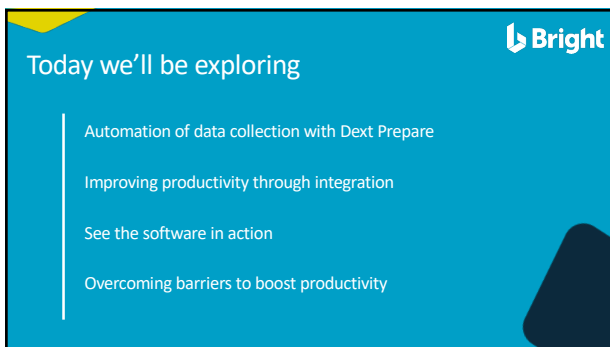 Bright
Today we'll be exploring
Automation of data collection with Dext Prepare
Improving productivity through integration
See the software in action
Overcoming barriers to boost productivity